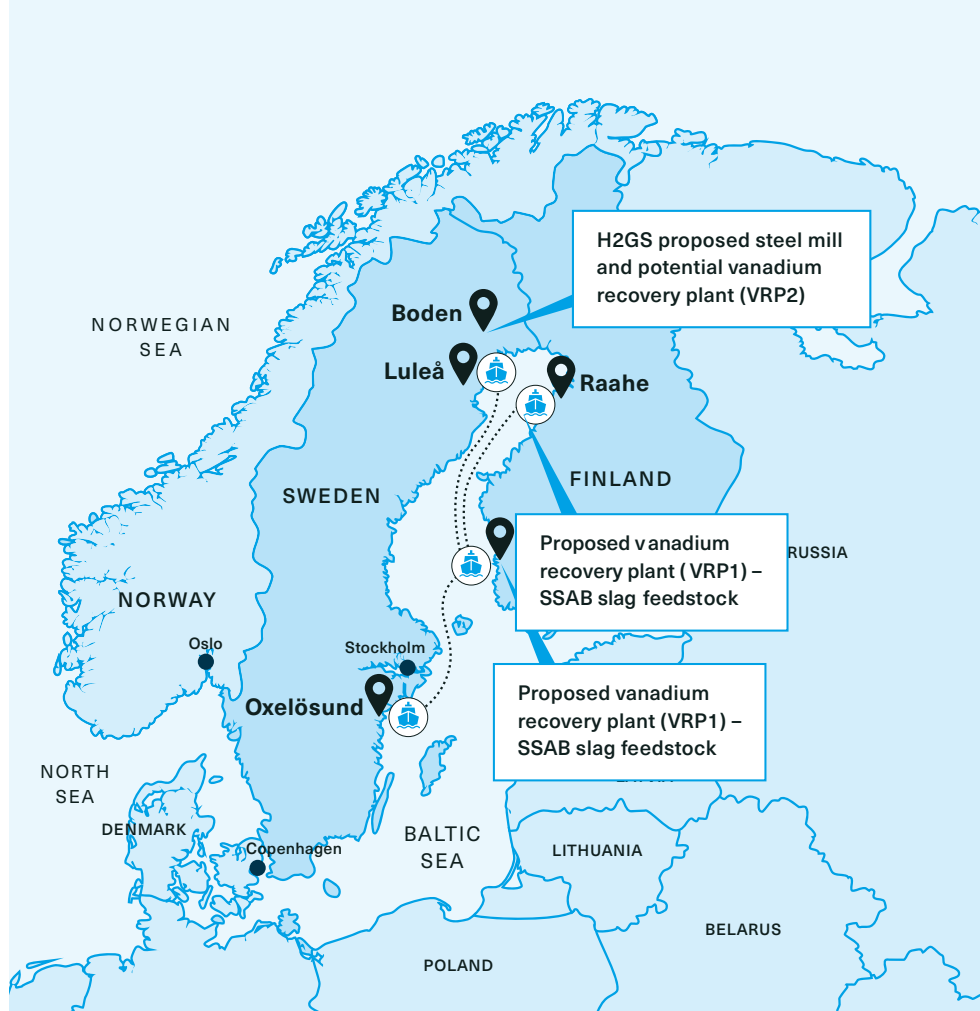 H2GS proposed steel mill
and potential vanadium
recovery plant (VRP2)
Boden
NORWEGIAN
SEA
Luleå
Raahe
FINLAND
SWEDEN
Proposed vanadium
recovery plant ( VRP1) –
SSAB slag feedstock
RUSSIA
NORWAY
Oslo
Stockholm
Oxelösund
Proposed vanadium
recovery plant (VRP1) –
SSAB slag feedstock
NORTH
SEA
DENMARK
Copenhagen
BALTIC
SEA
LITHUANIA
BELARUS
POLAND